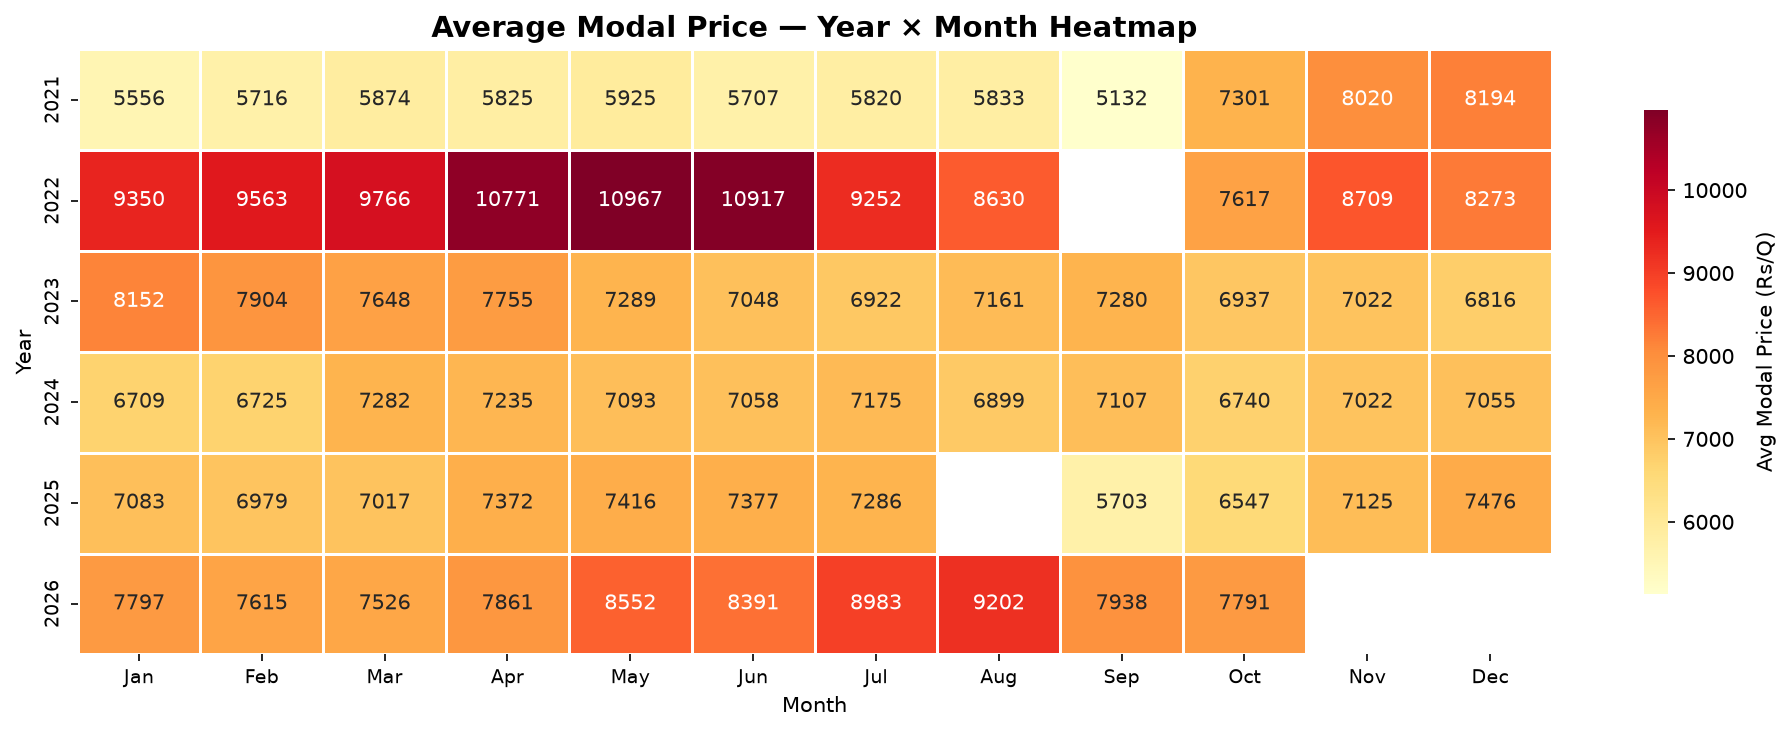 Average Modal Price — Year × Month Heatmap
2021 5556 5716 5874 5825 5925 5707 5820 5833 5132 7301 8020 8194
2022 9350 9563 9766 10771 10967 10917 9252 8630 7617 8709 8273
2023 8152 7904 7648 7755 7289 7048 6922 7161 7280 6937 7022 6816
2024 6709 6725 7282 7235 7093 7058 7175 6899 7107 6740 7022 7055
2025 7083 6979 7017 7372 7416 7377 7286 5703 6547 7125 7476
2026 7797 7615 7526 7861 8552 8391 8983 9202 7938 7791
Jan Feb Mar Apr May Jun Jul Aug Sep Oct Nov Dec
Month
Year
10000
9000
8000
7000
6000
Avg Modal Price (Rs/Q)